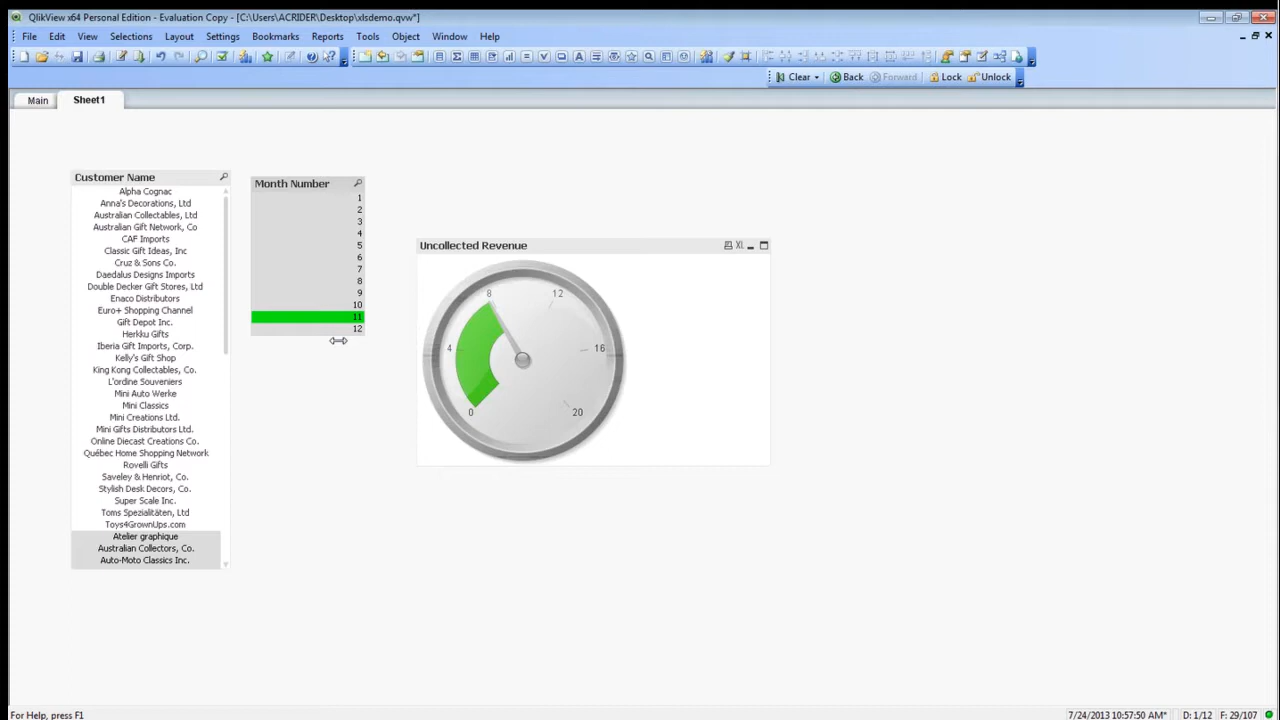 QlikView x64 Personal Edition - Evaluation Copy - [C:\Users\ACRIDER\Desktop\xlsdemo.qvw*]
File Edit View Selections Layout Settings Bookmarks Reports Tools Object Window Help
Clear Back Forward Lock Unlock
Main Sheet1
Customer Name
Alpha Cognac
Anna's Decorations, Ltd
Australian Collectables, Ltd
Australian Gift Network, Co
CAF Imports
Classic Gift Ideas, Inc
Cruz & Sons Co.
Daedalus Designs Imports
Double Decker Gift Stores, Ltd
Enaco Distributors
Euro+ Shopping Channel
Gift Depot Inc.
Herkku Gifts
Iberia Gift Imports, Corp.
Kelly's Gift Shop
King Kong Collectables, Co.
L'ordine Souveniers
Mini Auto Werke
Mini Classics
Mini Creations Ltd.
Mini Gifts Distributors Ltd.
Online Diecast Creations Co.
Québec Home Shopping Network
Rovelli Gifts
Saveley & Henriot, Co.
Stylish Desk Decors, Co.
Super Scale Inc.
Toms Spezialitäten, Ltd
Toys4GrownUps.com
Atelier graphique
Australian Collectors, Co.
Auto-Moto Classics Inc.
Month Number
1
2
3
4
5
6
7
8
9
10
11
12
Uncollected Revenue
XL
8 12
4 16
0 20
For Help, press F1
7/24/2013 10:57:50 AM* D: 1/12 F: 29/107